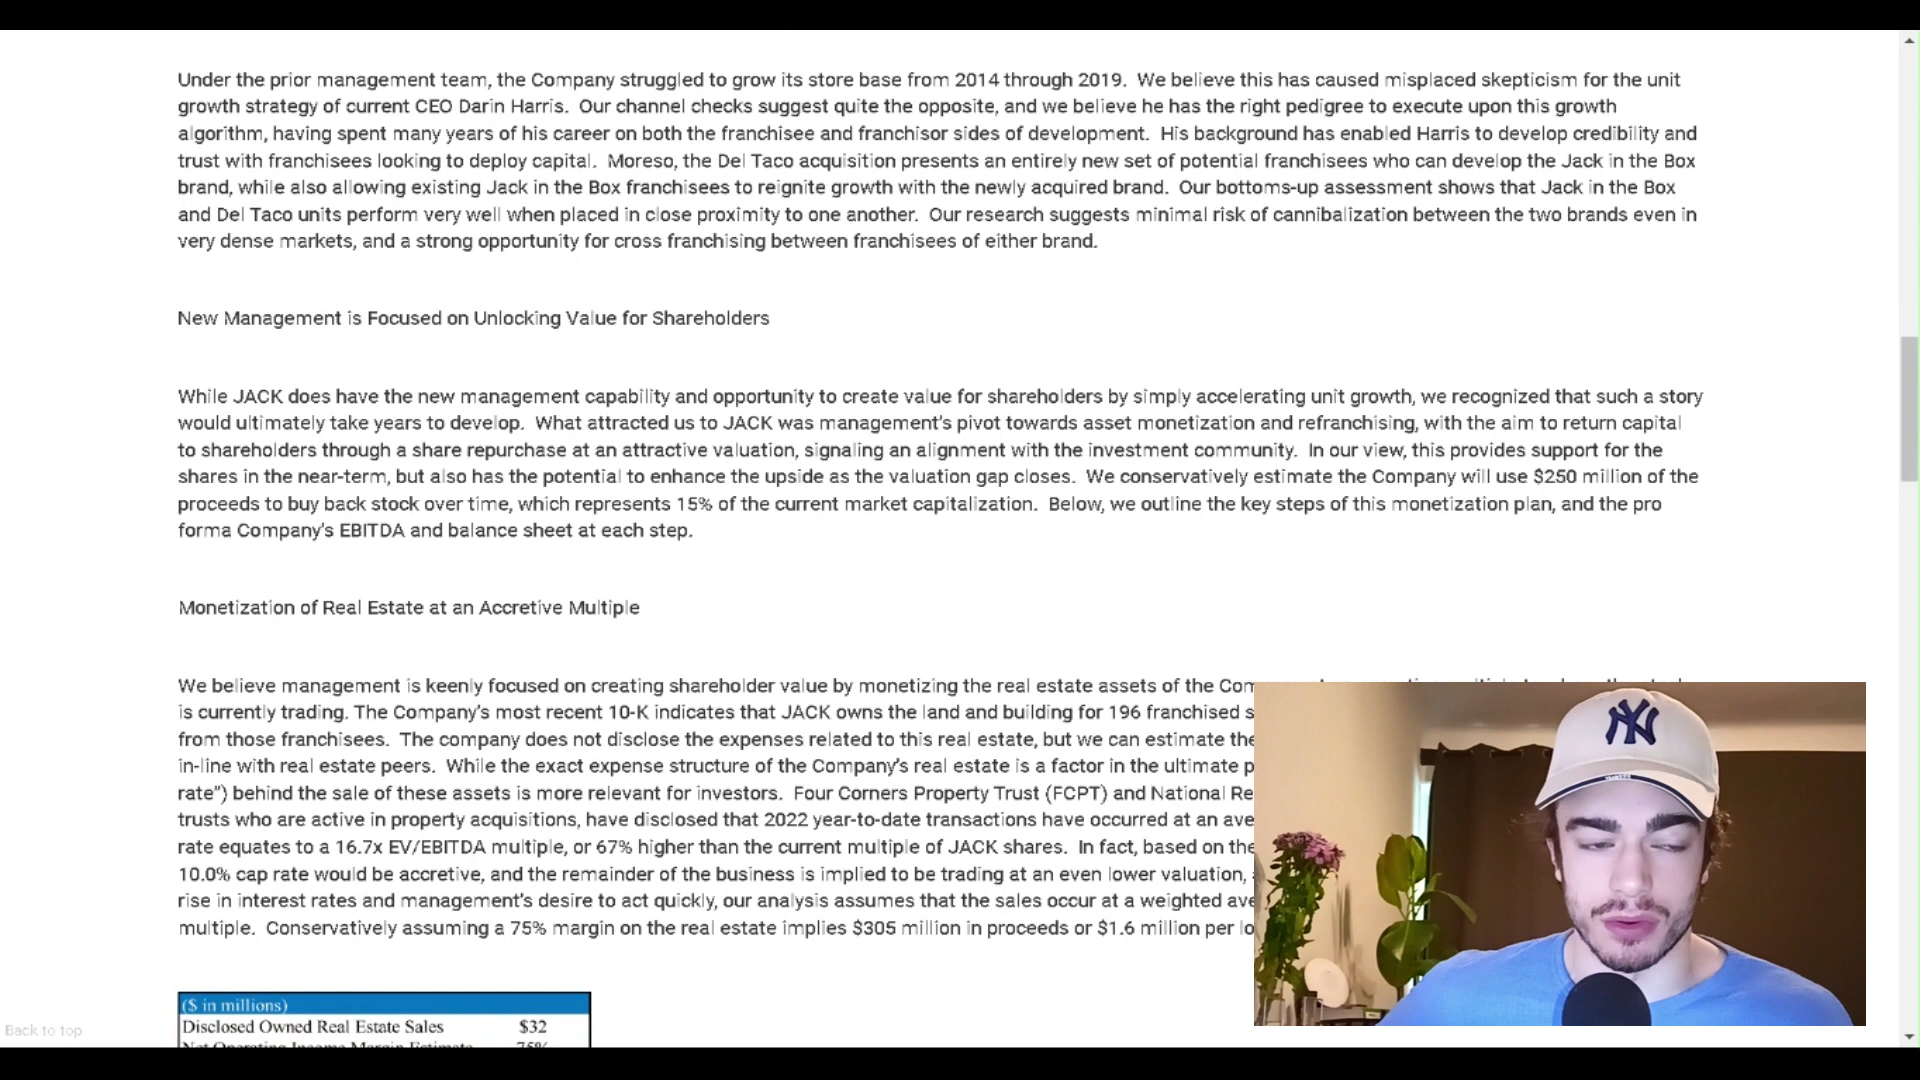 Under the prior management team, the Company struggled to grow its store base from 2014 through 2019.  We believe this has caused misplaced skepticism for the unit
growth strategy of current CEO Darin Harris.  Our channel checks suggest quite the opposite, and we believe he has the right pedigree to execute upon this growth
algorithm, having spent many years of his career on both the franchisee and franchisor sides of development.  His background has enabled Harris to develop credibility and
trust with franchisees looking to deploy capital.  Moreso, the Del Taco acquisition presents an entirely new set of potential franchisees who can develop the Jack in the Box
brand, while also allowing existing Jack in the Box franchisees to reignite growth with the newly acquired brand.  Our bottoms-up assessment shows that Jack in the Box
and Del Taco units perform very well when placed in close proximity to one another.  Our research suggests minimal risk of cannibalization between the two brands even in
very dense markets, and a strong opportunity for cross franchising between franchisees of either brand.
New Management is Focused on Unlocking Value for Shareholders
While JACK does have the new management capability and opportunity to create value for shareholders by simply accelerating unit growth, we recognized that such a story
would ultimately take years to develop.  What attracted us to JACK was management's pivot towards asset monetization and refranchising, with the aim to return capital
to shareholders through a share repurchase at an attractive valuation, signaling an alignment with the investment community.  In our view, this provides support for the
shares in the near-term, but also has the potential to enhance the upside as the valuation gap closes.  We conservatively estimate the Company will use $250 million of the
proceeds to buy back stock over time, which represents 15% of the current market capitalization.  Below, we outline the key steps of this monetization plan, and the pro
forma Company's EBITDA and balance sheet at each step.
Monetization of Real Estate at an Accretive Multiple
We believe management is keenly focused on creating shareholder value by monetizing the real estate assets of the
is currently trading. The Company's most recent 10-K indicates that JACK owns the land and building for 196 franchised
from those franchisees.  The company does not disclose the expenses related to this real estate, but we can estimate the
in-line with real estate peers.  While the exact expense structure of the Company's real estate is a factor in the ultimate
rate") behind the sale of these assets is more relevant for investors.  Four Corners Property Trust (FCPT) and National
trusts who are active in property acquisitions, have disclosed that 2022 year-to-date transactions have occurred at an
rate equates to a 16.7x EV/EBITDA multiple, or 67% higher than the current multiple of JACK shares.  In fact, based on the
10.0% cap rate would be accretive, and the remainder of the business is implied to be trading at an even lower valuation,
rise in interest rates and management's desire to act quickly, our analysis assumes that the sales occur at a weighted
multiple.  Conservatively assuming a 75% margin on the real estate implies $305 million in proceeds or $1.6 million per
($ in millions)
Disclosed Owned Real Estate Sales $32
Net Operating Income Margin Estimate 75%
Back to top
NY